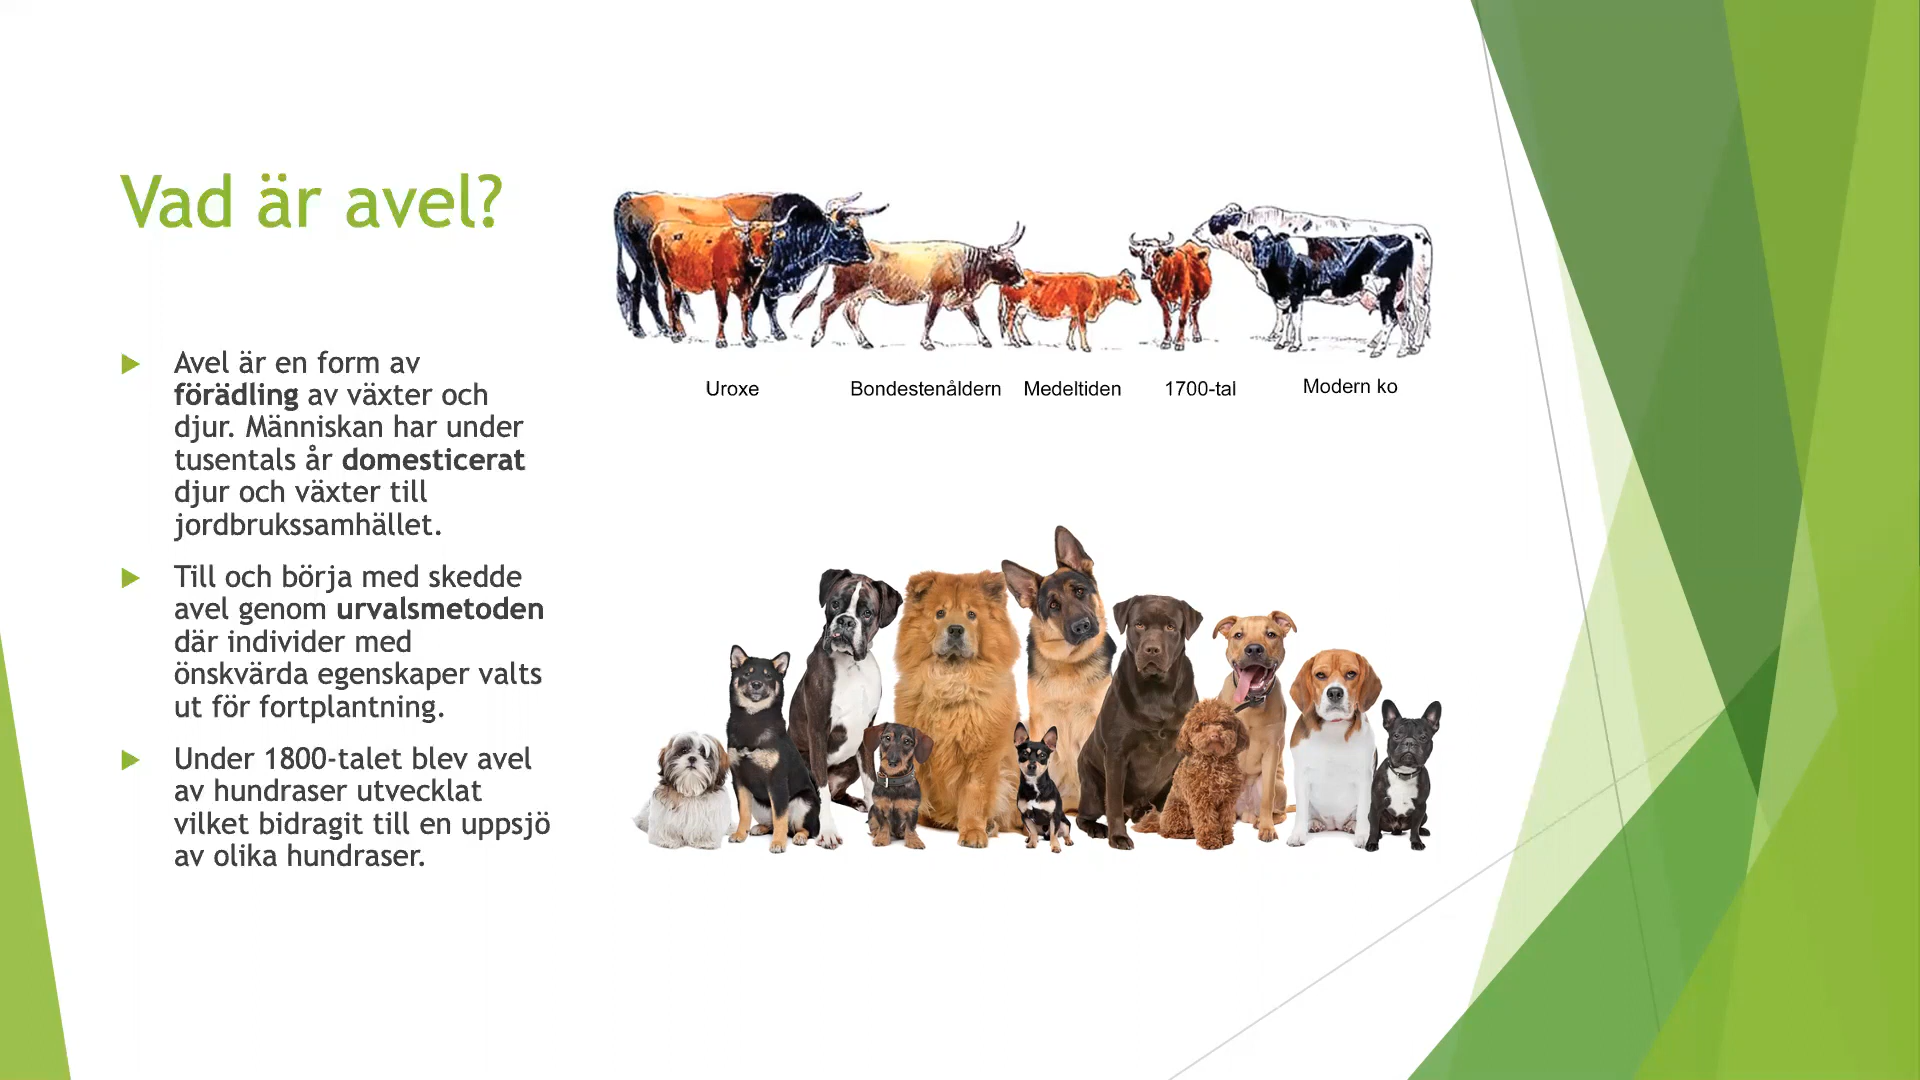 Vad är avel?
Avel är en form av
förädling av växter och
djur. Människan har under
tusentals år domesticerat
djur och växter till
jordbrukssamhället.
Till och börja med skedde
avel genom urvalsmetoden
där individer med
önskvärda egenskaper valts
ut för fortplantning.
Under 1800-talet blev avel
av hundraser utvecklat
vilket bidragit till en uppsjö
av olika hundraser.
Uroxe Bondestenåldern Medeltiden 1700-tal Modern ko